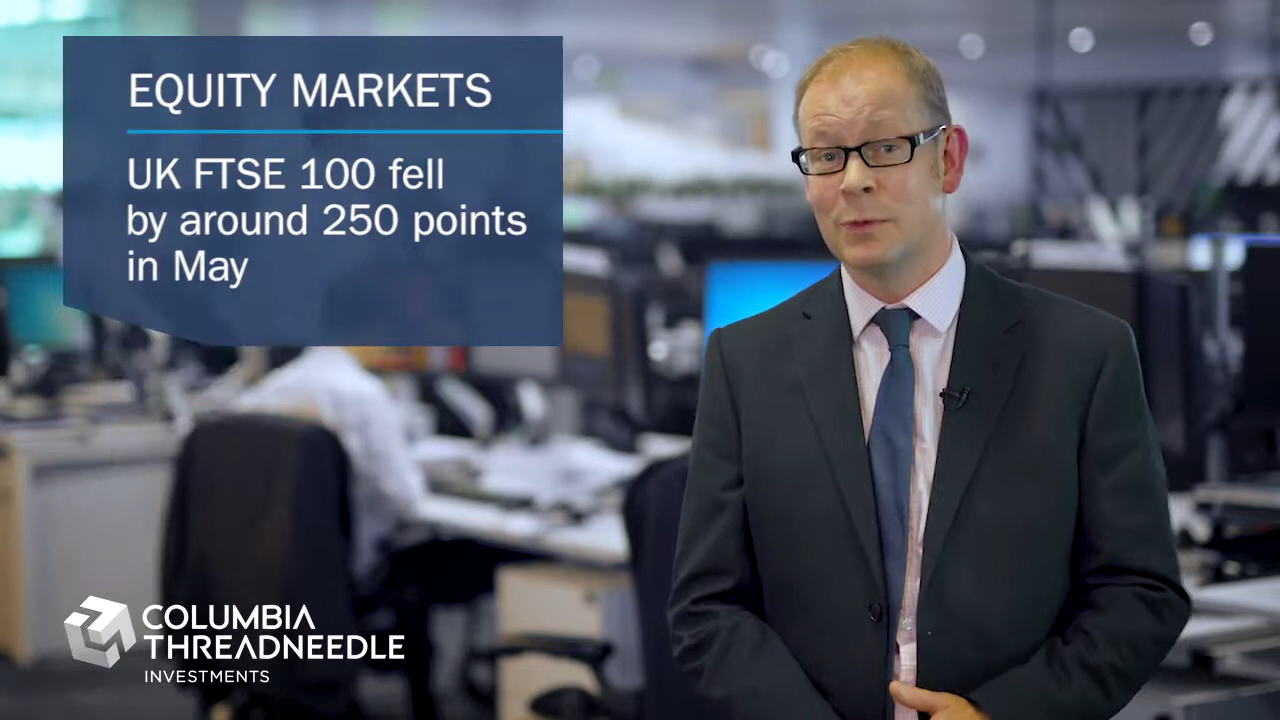 EQUITY MARKETS
UK FTSE 100 fell
by around 250 points
in May
COLUMBIA
THREADNEEDLE
INVESTMENTS